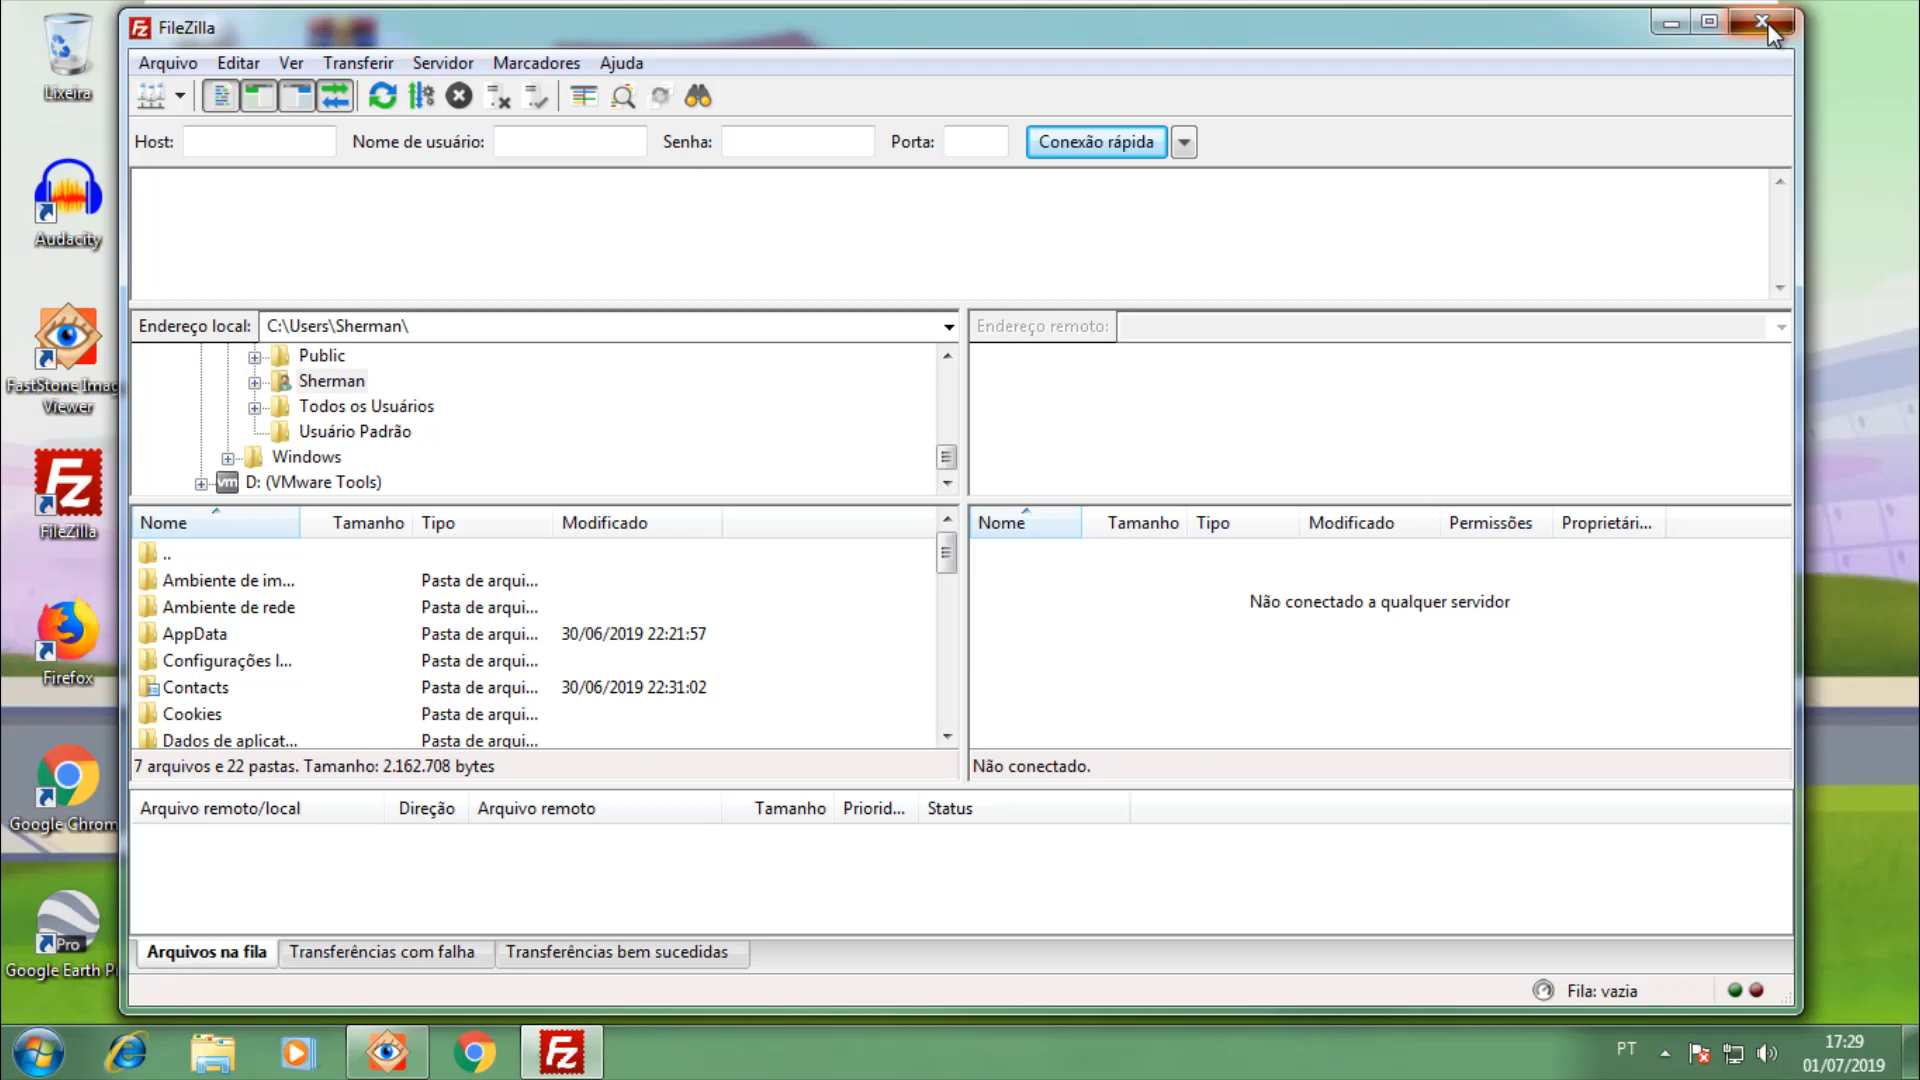 Lixeira
Audacity
FastStone Imag
Viewer
FileZilla
Firefox
Google Chrom
Pro
Google Earth P
FileZilla
Arquivo Editar Ver Transferir Servidor Marcadores Ajuda
Host: Nome de usuário: Senha: Porta: Conexão rápida
Endereço local: C:\Users\Sherman\
Public
Sherman
Todos os Usuários
Usuário Padrão
Windows
vm D: (VMware Tools)
Endereço remoto:
Nome Tamanho Tipo Modificado
..
Ambiente de im... Pasta de arqui...
Ambiente de rede Pasta de arqui...
AppData Pasta de arqui... 30/06/2019 22:21:57
Configurações l... Pasta de arqui...
Contacts Pasta de arqui... 30/06/2019 22:31:02
Cookies Pasta de arqui...
Dados de aplicat... Pasta de arqui...
7 arquivos e 22 pastas. Tamanho: 2.162.708 bytes
Nome Tamanho Tipo Modificado Permissões Proprietári...
Não conectado a qualquer servidor
Não conectado.
Arquivo remoto/local Direção Arquivo remoto Tamanho Priorid... Status
Arquivos na fila Transferências com falha Transferências bem sucedidas
Fila: vazia
PT
17:29
01/07/2019